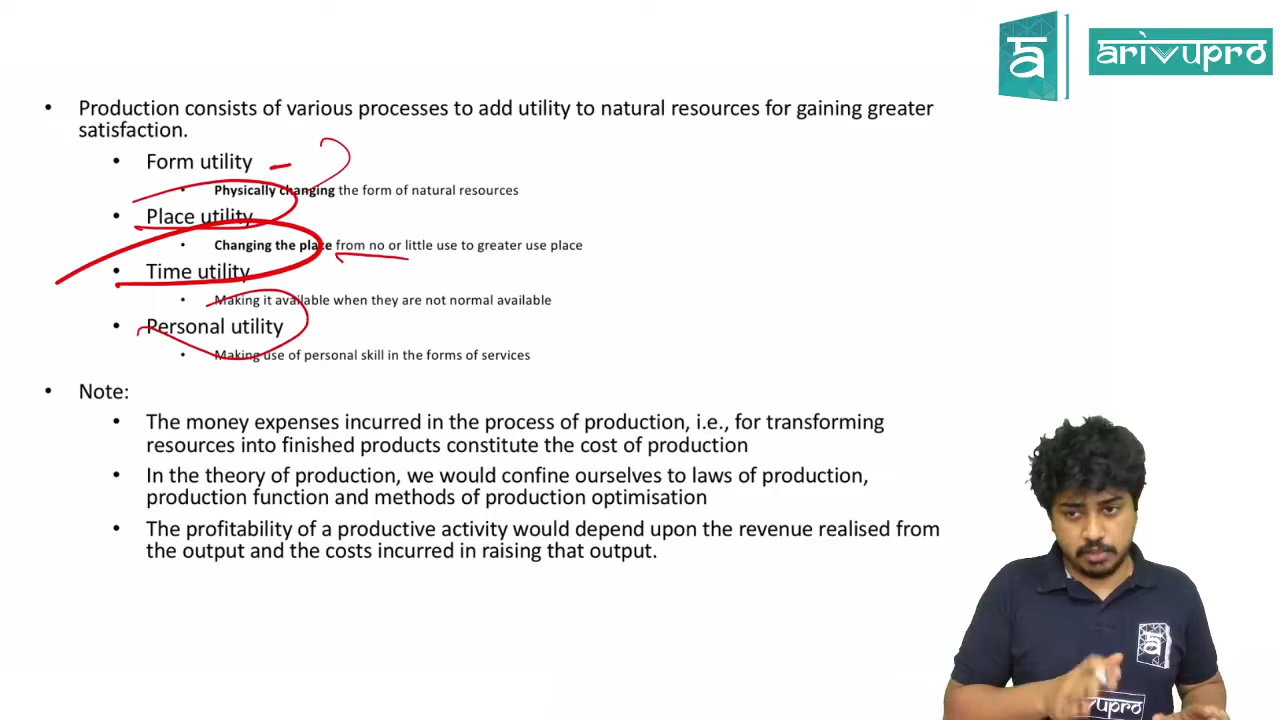 arivupro
• Production consists of various processes to add utility to natural resources for gaining greater
satisfaction.
• Form utility
• Physically changing the form of natural resources
• Place utility
• Changing the place from no or little use to greater use place
• Time utility
• Making it available when they are not normal available
• Personal utility
• Making use of personal skill in the forms of services
• Note:
• The money expenses incurred in the process of production, i.e., for transforming
resources into finished products constitute the cost of production
• In the theory of production, we would confine ourselves to laws of production,
production function and methods of production optimisation
• The profitability of a productive activity would depend upon the revenue realised from
the output and the costs incurred in raising that output.